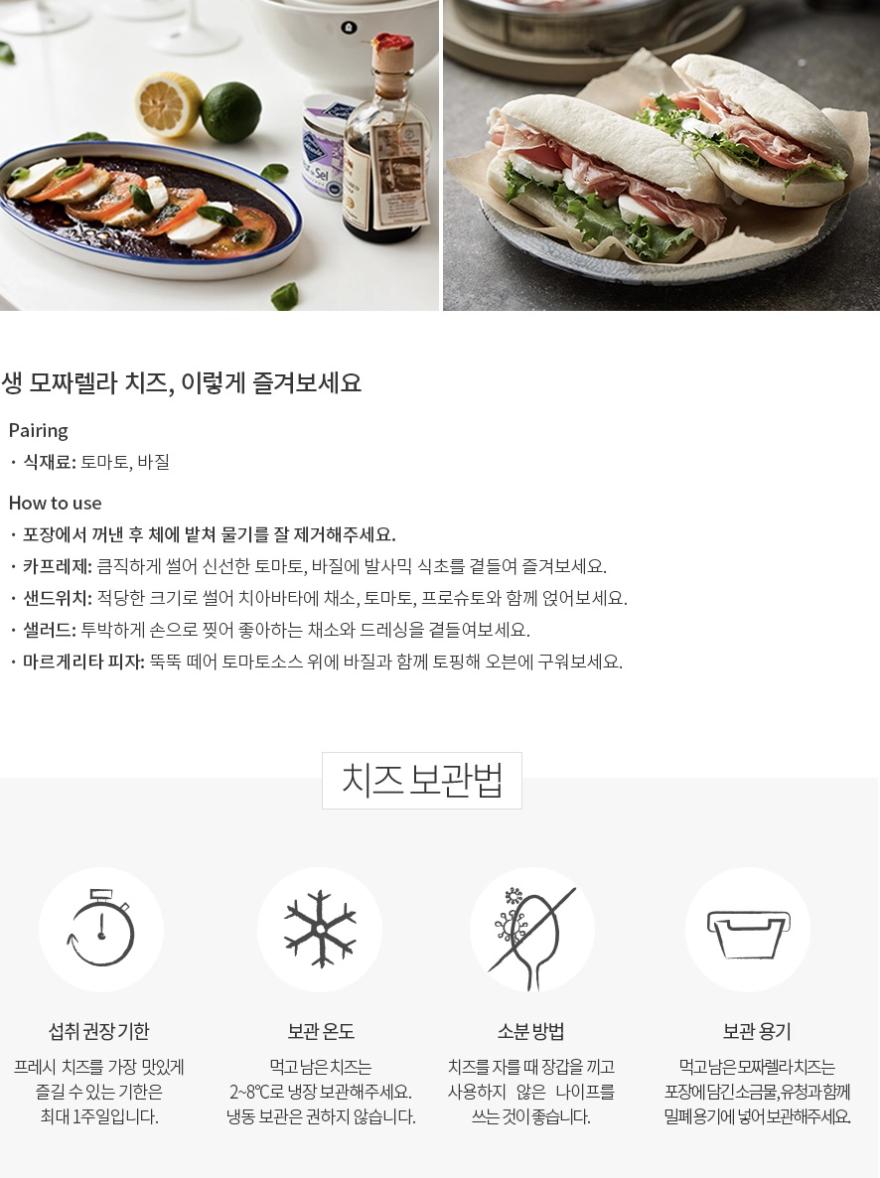 de Sel
생 모짜렐라 치즈, 이렇게 즐겨보세요
Pairing
· 식재료: 토마토, 바질
How to use
· 포장에서 꺼낸 후 체에 밭쳐 물기를 잘 제거해주세요.
· 카프레제: 큼직하게 썰어 신선한 토마토, 바질에 발사믹 식초를 곁들여 즐겨보세요.
· 샌드위치: 적당한 크기로 썰어 치아바타에 채소, 토마토, 프로슈토와 함께 얹어보세요.
· 샐러드: 투박하게 손으로 찢어 좋아하는 채소와 드레싱을 곁들여보세요.
· 마르게리타 피자: 뚝뚝 떼어 토마토소스 위에 바질과 함께 토핑해 오븐에 구워보세요.
치즈 보관법
섭취 권장 기한
프레시 치즈를 가장 맛있게
즐길 수 있는 기한은
최대 1주일입니다.
보관 온도
먹고 남은 치즈는
2~8℃로 냉장 보관해주세요.
냉동 보관은 권하지 않습니다.
소분 방법
치즈를 자를 때 장갑을 끼고
사용하지 않은 나이프를
쓰는 것이 좋습니다.
보관 용기
먹고 남은 모짜렐라 치즈는
포장에 담긴 소금물, 유청과 함께
밀폐 용기에 넣어 보관해주세요.